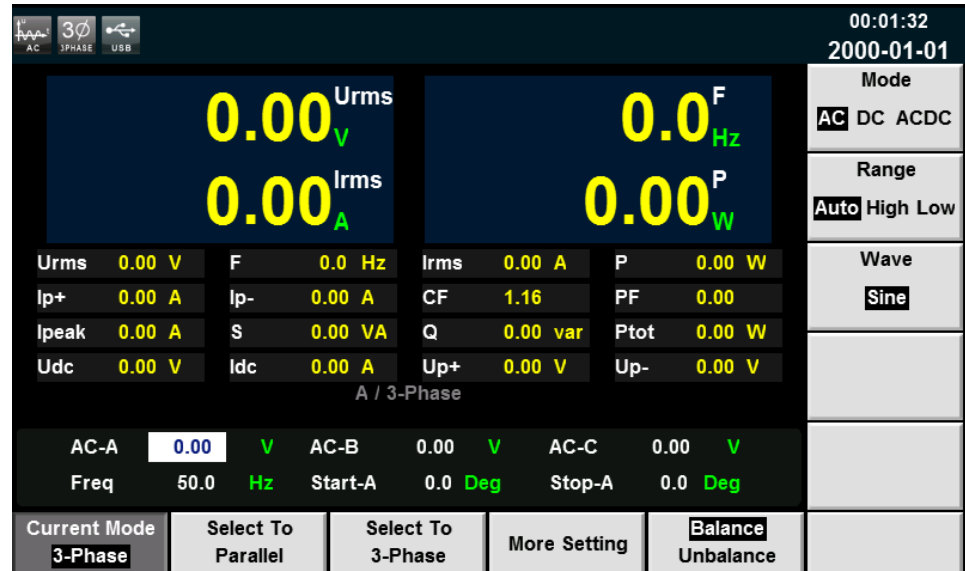 AC 3Ø 3PHASE USB
00:01:32
2000-01-01
0.00 Urms V
0.0 F Hz
0.00 Irms A
0.00 P W
Urms 0.00 V F 0.0 Hz Irms 0.00 A P 0.00 W
Ip+ 0.00 A Ip- 0.00 A CF 1.16 PF 0.00
Ipeak 0.00 A S 0.00 VA Q 0.00 var Ptot 0.00 W
Udc 0.00 V Idc 0.00 A Up+ 0.00 V Up- 0.00 V
A / 3-Phase
AC-A 0.00 V AC-B 0.00 V AC-C 0.00 V
Freq 50.0 Hz Start-A 0.0 Deg Stop-A 0.0 Deg
Mode
AC DC ACDC
Range
Auto High Low
Wave
Sine
Current Mode
3-Phase
Select To
Parallel
Select To
3-Phase
More Setting
Balance
Unbalance